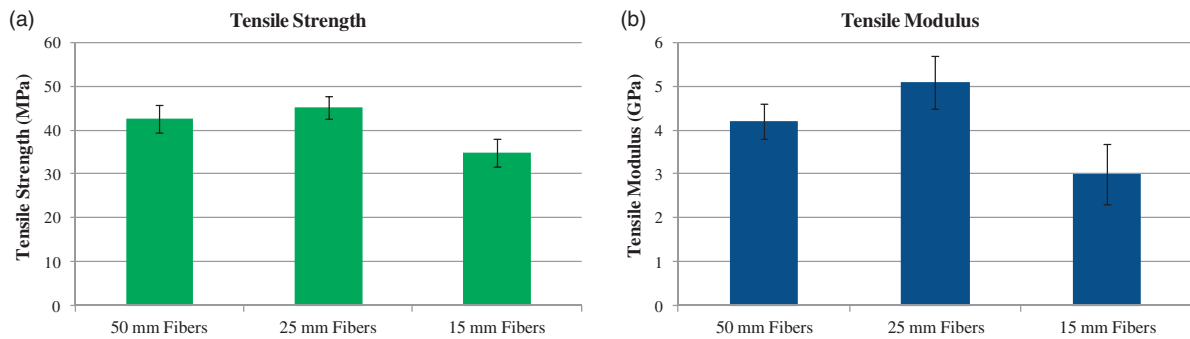 (a)
Tensile Strength
Tensile Strength (MPa)
60
50
40
30
20
10
0
50 mm Fibers 25 mm Fibers 15 mm Fibers
(b)
Tensile Modulus
Tensile Modulus (GPa)
6
5
4
3
2
1
0
50 mm Fibers 25 mm Fibers 15 mm Fibers